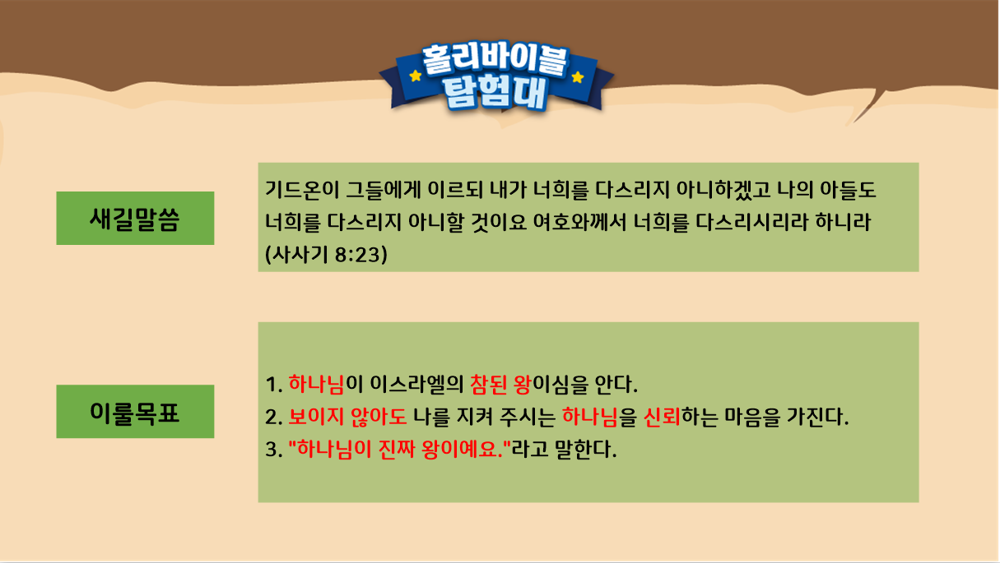 홀리바이블
탐험대
새길말씀
기드온이 그들에게 이르되 내가 너희를 다스리지 아니하겠고 나의 아들도
너희를 다스리지 아니할 것이요 여호와께서 너희를 다스리시리라 하니라
(사사기 8:23)
이룰목표
1. 하나님이 이스라엘의 참된 왕이심을 안다.
2. 보이지 않아도 나를 지켜 주시는 하나님을 신뢰하는 마음을 가진다.
3. "하나님이 진짜 왕이예요."라고 말한다.